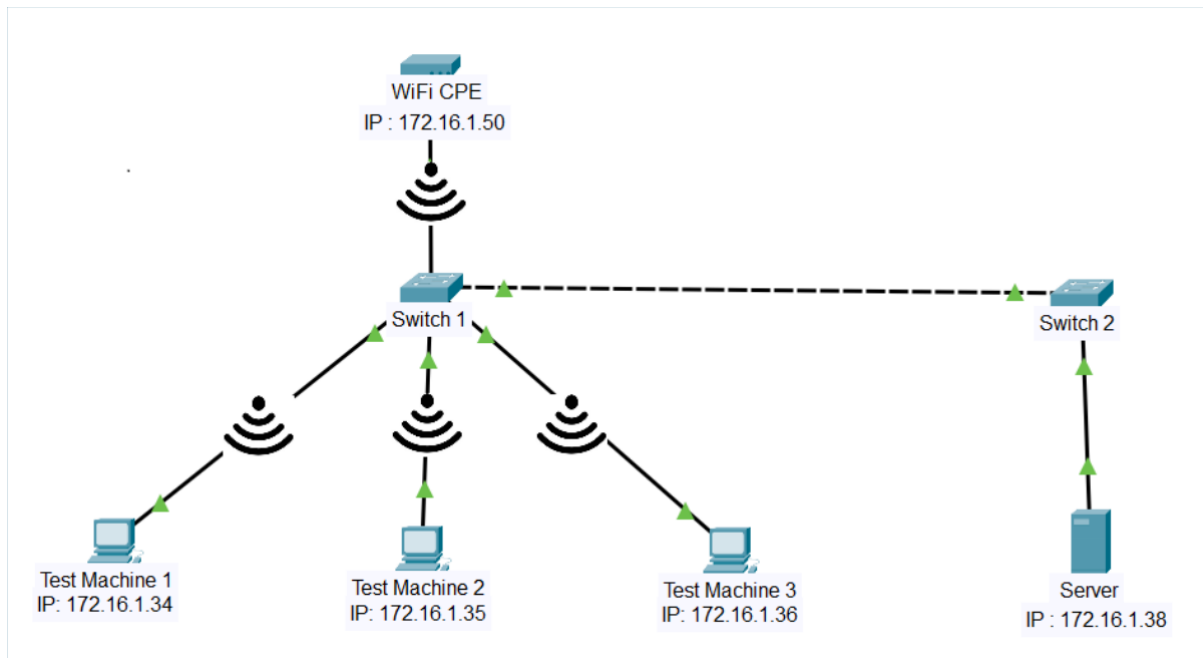 WiFi CPE
IP : 172.16.1.50
Switch 1
Switch 2
Test Machine 1
IP: 172.16.1.34
Test Machine 2
IP: 172.16.1.35
Test Machine 3
IP: 172.16.1.36
Server
IP : 172.16.1.38